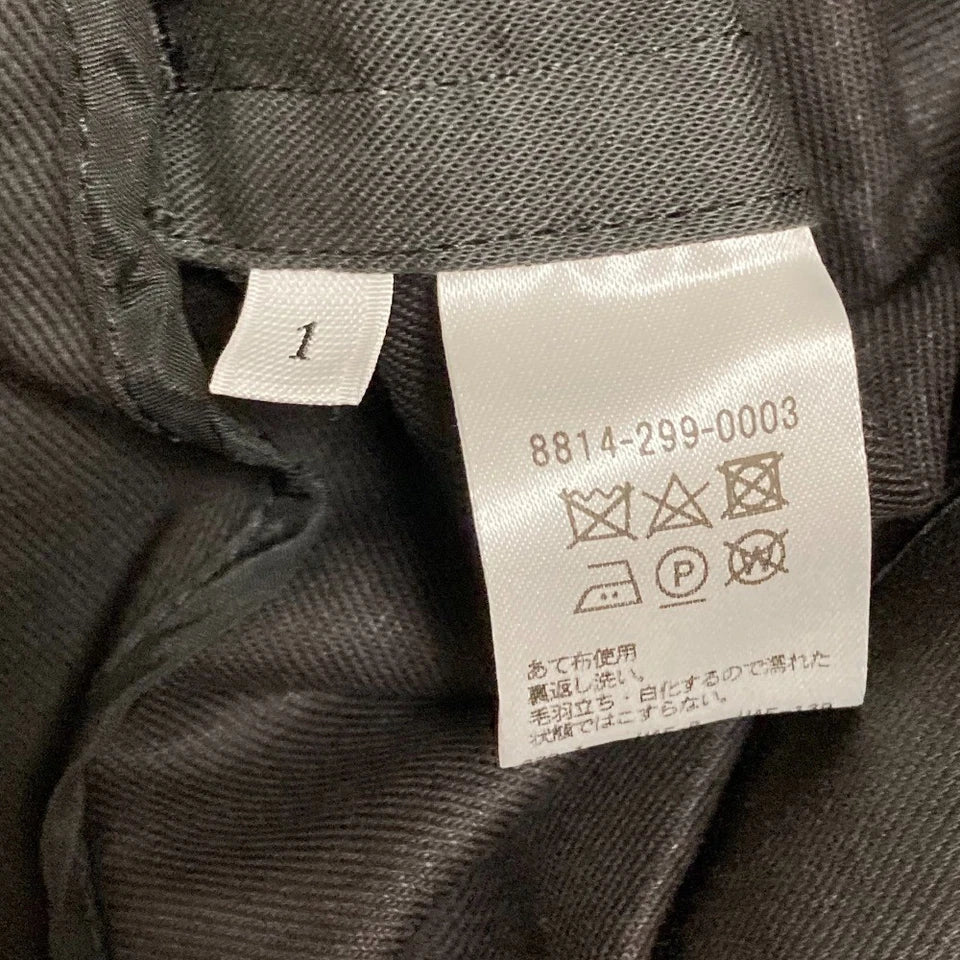 1
8814-299-0003
P
W
あて布使用
裏返し洗い。
毛羽立ち・白化するので濡れた
状態ではこすらない。